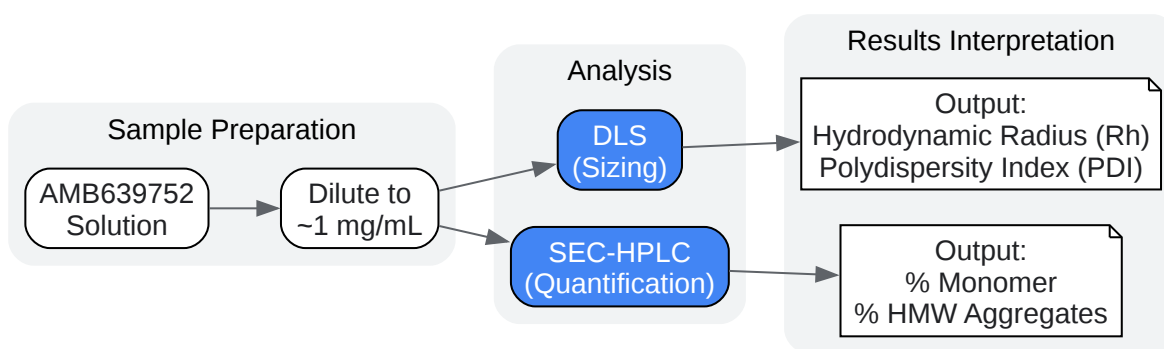 Sample Preparation
AMB639752
Solution
Dilute to
~1 mg/mL
Analysis
DLS
(Sizing)
SEC-HPLC
(Quantification)
Results Interpretation
Output:
Hydrodynamic Radius (Rh)
Polydispersity Index (PDI)
Output:
% Monomer
% HMW Aggregates